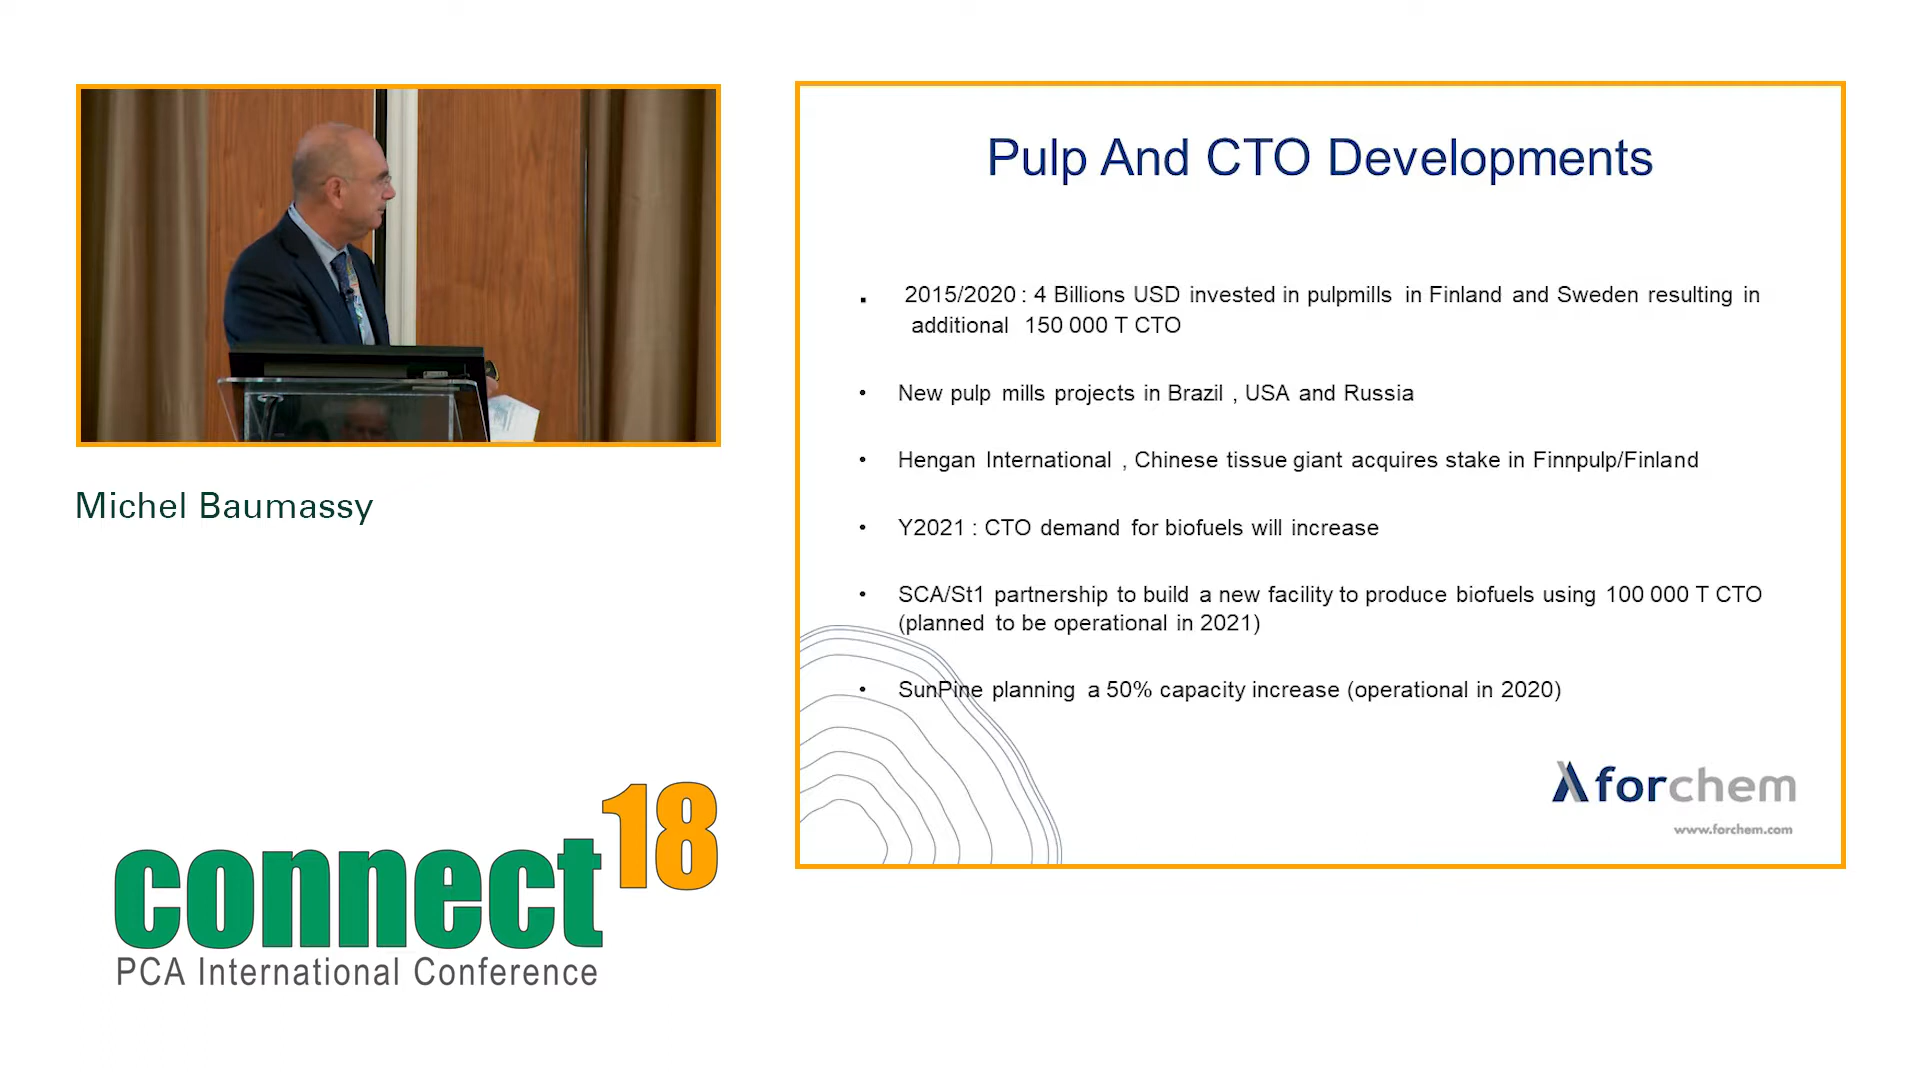 Michel Baumassy
connect18
PCA International Conference
Pulp And CTO Developments
▪ 2015/2020 : 4 Billions USD invested in pulpmills in Finland and Sweden resulting in
additional 150 000 T CTO
• New pulp mills projects in Brazil , USA and Russia
• Hengan International , Chinese tissue giant acquires stake in Finnpulp/Finland
• Y2021 : CTO demand for biofuels will increase
• SCA/St1 partnership to build a new facility to produce biofuels using 100 000 T CTO
(planned to be operational in 2021)
• SunPine planning a 50% capacity increase (operational in 2020)
forchem
www.forchem.com